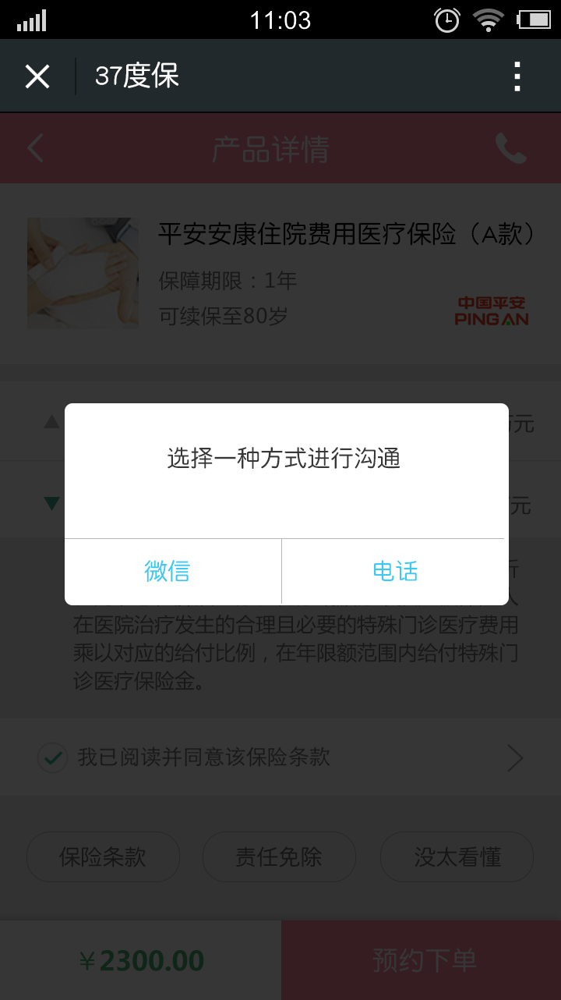 11:03
37度保
产品详情
平安安康住院费用医疗保险（A款）
保障期限：1年
可续保至80岁
中国平安
PING AN
万元
选择一种方式进行沟通
万元
微信
电话
在医院治疗发生的合理且必要的特殊门诊医疗费用
乘以对应的给付比例，在年限额范围内给付特殊门
诊医疗保险金。
我已阅读并同意该保险条款
保险条款
责任免除
没太看懂
￥2300.00
预约下单